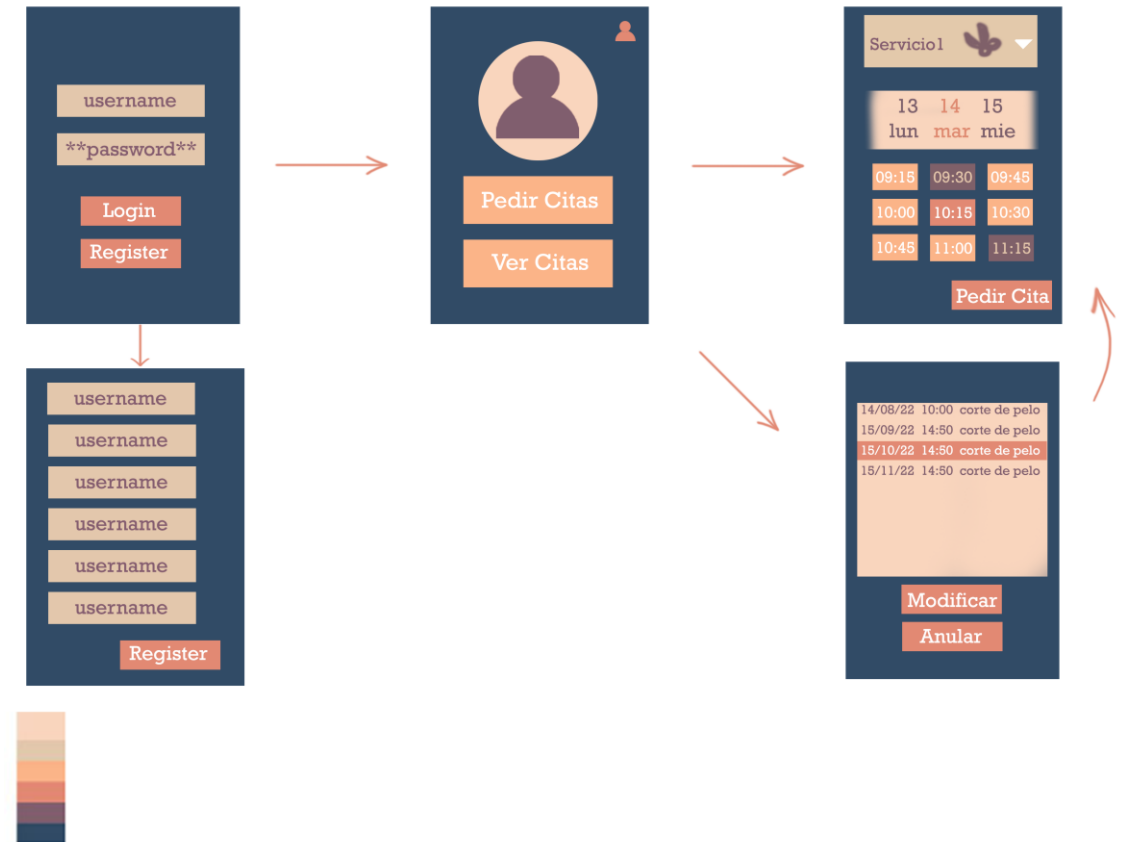 username
**password**
Login
Register
Pedir Citas
Ver Citas
Servicio1
13 14 15
lun mar mie
09:15 09:30 09:45
10:00 10:15 10:30
10:45 11:00 11:15
Pedir Cita
username
username
username
username
username
username
Register
14/08/22 10:00 corte de pelo
15/09/22 14:50 corte de pelo
15/10/22 14:50 corte de pelo
15/11/22 14:50 corte de pelo
Modificar
Anular